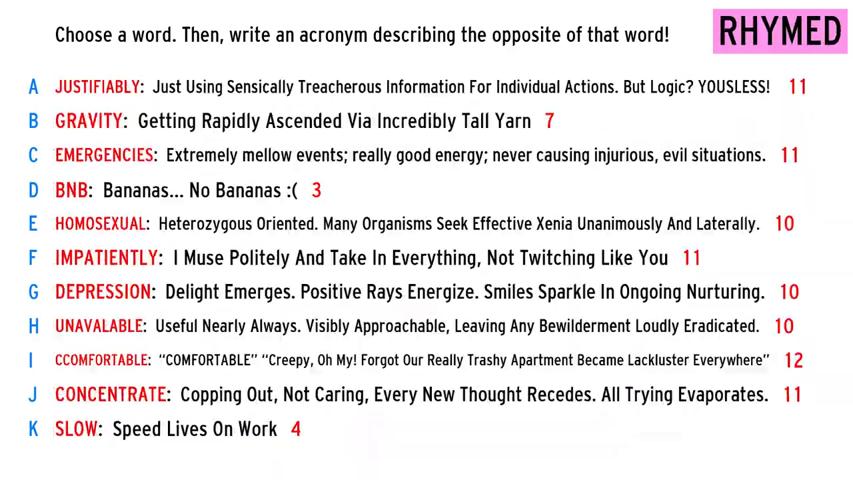 Choose a word. Then, write an acronym describing the opposite of that word!
RHYMED
A JUSTIFIABLY: Just Using Sensically Treacherous Information For Individual Actions. But Logic? YOUSLESS! 11
B GRAVITY: Getting Rapidly Ascended Via Incredibly Tall Yarn 7
C EMERGENCIES: Extremely mellow events; really good energy; never causing injurious, evil situations. 11
D BNB: Bananas... No Bananas :( 3
E HOMOSEXUAL: Heterozygous Oriented. Many Organisms Seek Effective Xenia Unanimously And Laterally. 10
F IMPATIENTLY: I Muse Politely And Take In Everything, Not Twitching Like You 11
G DEPRESSION: Delight Emerges. Positive Rays Energize. Smiles Sparkle In Ongoing Nurturing. 10
H UNAVALABLE: Useful Nearly Always. Visibly Approachable, Leaving Any Bewilderment Loudly Eradicated. 10
I CCOMFORTABLE: “COMFORTABLE” “Creepy, Oh My! Forgot Our Really Trashy Apartment Became Lackluster Everywhere” 12
J CONCENTRATE: Copping Out, Not Caring, Every New Thought Recedes. All Trying Evaporates. 11
K SLOW: Speed Lives On Work 4